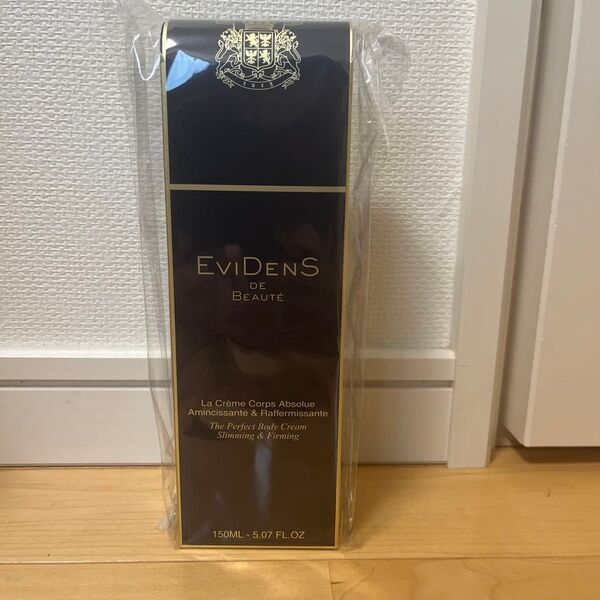 1215
EVIDENS
DE
BEAUTÉ
La Crème Corps Absolue
Amincissante & Raffermissante
The Perfect Body Cream
Slimming & Firming
150ML - 5.07 FL.OZ